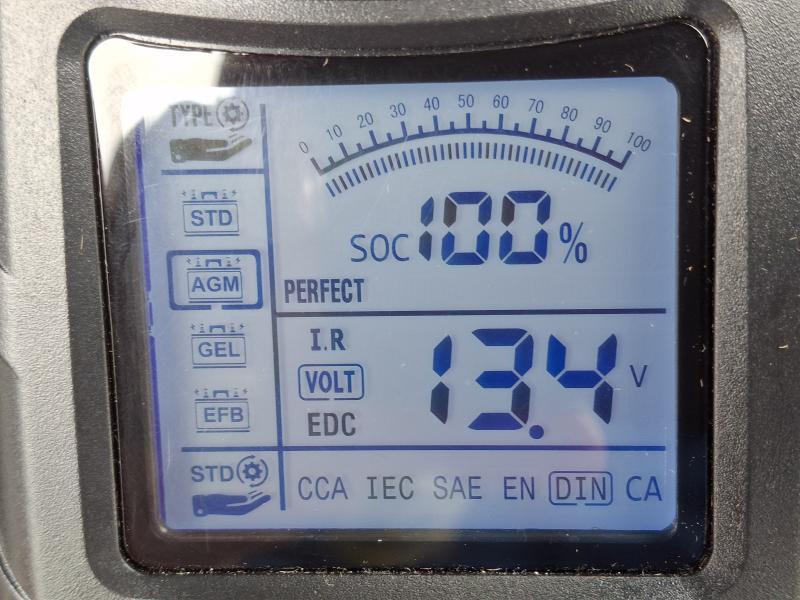 TYPE
0 10 20 30 40 50 60 70 80 90 100
STD
SOC 100 %
AGM
PERFECT
GEL
I.R
VOLT
13.4 V
EFB
EDC
STD
CCA IEC SAE EN DIN CA